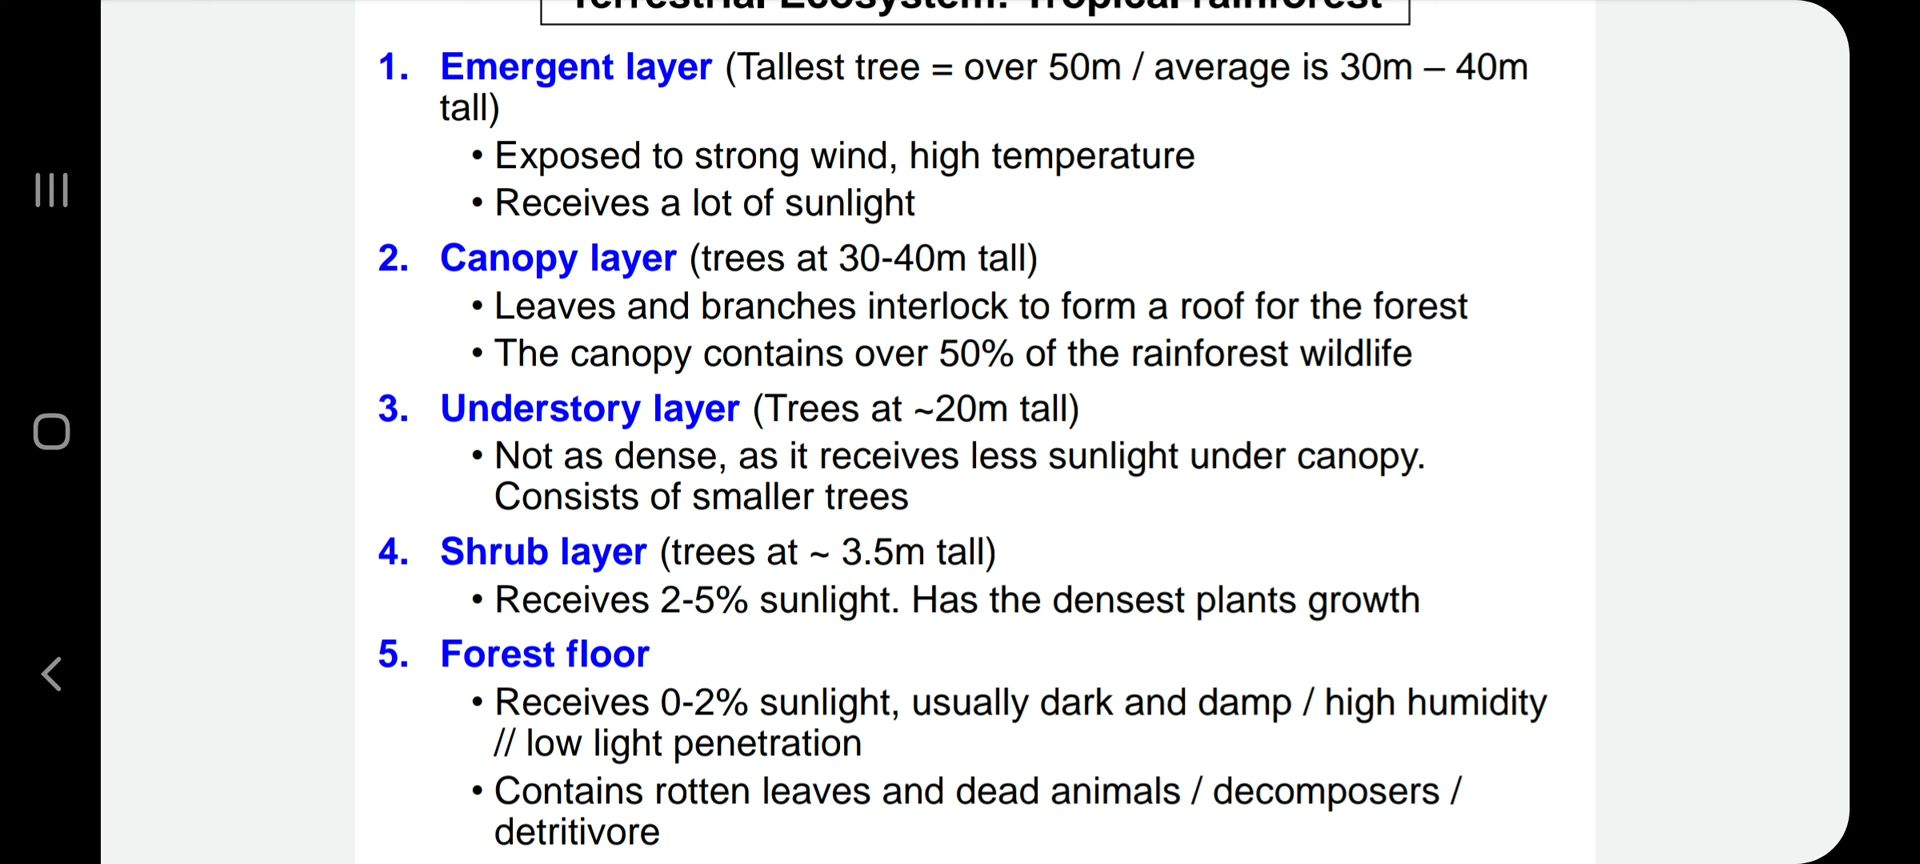 Terrestrial Ecosystem: Tropical rainforest
1. Emergent layer (Tallest tree = over 50m / average is 30m – 40m
tall)
• Exposed to strong wind, high temperature
• Receives a lot of sunlight
2. Canopy layer (trees at 30-40m tall)
• Leaves and branches interlock to form a roof for the forest
• The canopy contains over 50% of the rainforest wildlife
3. Understory layer (Trees at ~20m tall)
• Not as dense, as it receives less sunlight under canopy.
Consists of smaller trees
4. Shrub layer (trees at ~ 3.5m tall)
• Receives 2-5% sunlight. Has the densest plants growth
5. Forest floor
• Receives 0-2% sunlight, usually dark and damp / high humidity
// low light penetration
• Contains rotten leaves and dead animals / decomposers /
detritivore